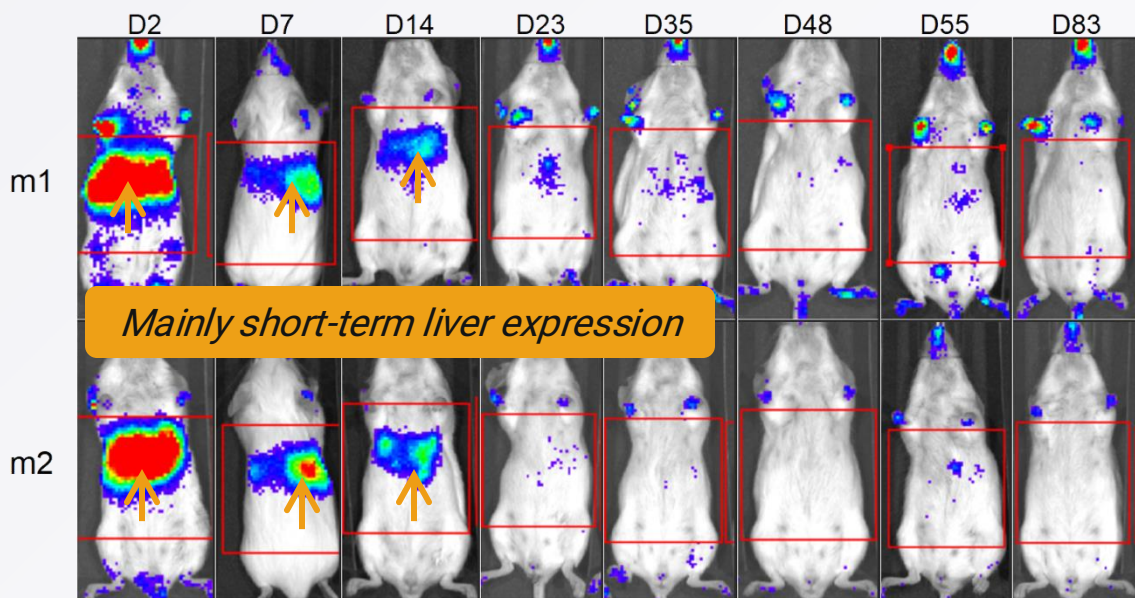 D2 D7 D14 D23 D35 D48 D55 D83
m1
Mainly short-term liver expression
m2